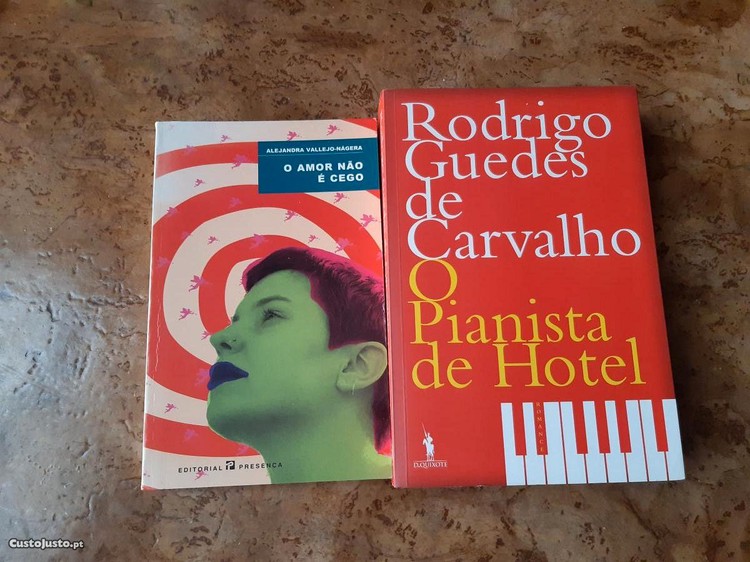 ALEJANDRA VALLEJO-NÁGERA
O AMOR NÃO
É CEGO
EDITORIAL PRESENÇA
Rodrigo
Guedes
de
Carvalho
O
Pianista
de Hotel
ROMANCE
D.QUIXOTE
CustoJusto.pt